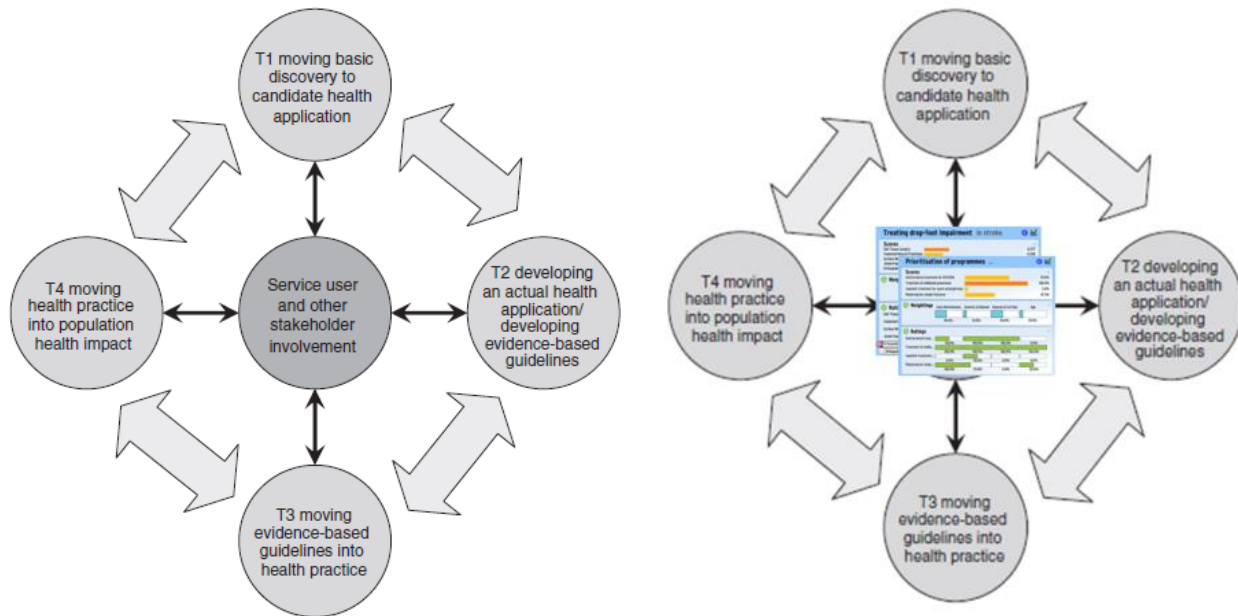 T1 moving basic
discovery to
candidate health
application
T4 moving
health practice
into population
health impact
Service user
and other
stakeholder
involvement
T2 developing
an actual health
application/
developing
evidence-based
guidelines
T3 moving
evidence-based
guidelines into
health practice
T1 moving basic
discovery to
candidate health
application
T4 moving
health practice
into population
health impact
Treating drop-foot impairment in stroke
Scores
Prioritisation of programmes
Scores
Weightings
Ratings
T2 developing
an actual health
application/
developing
evidence-based
guidelines
T3 moving
evidence-based
guidelines into
health practice